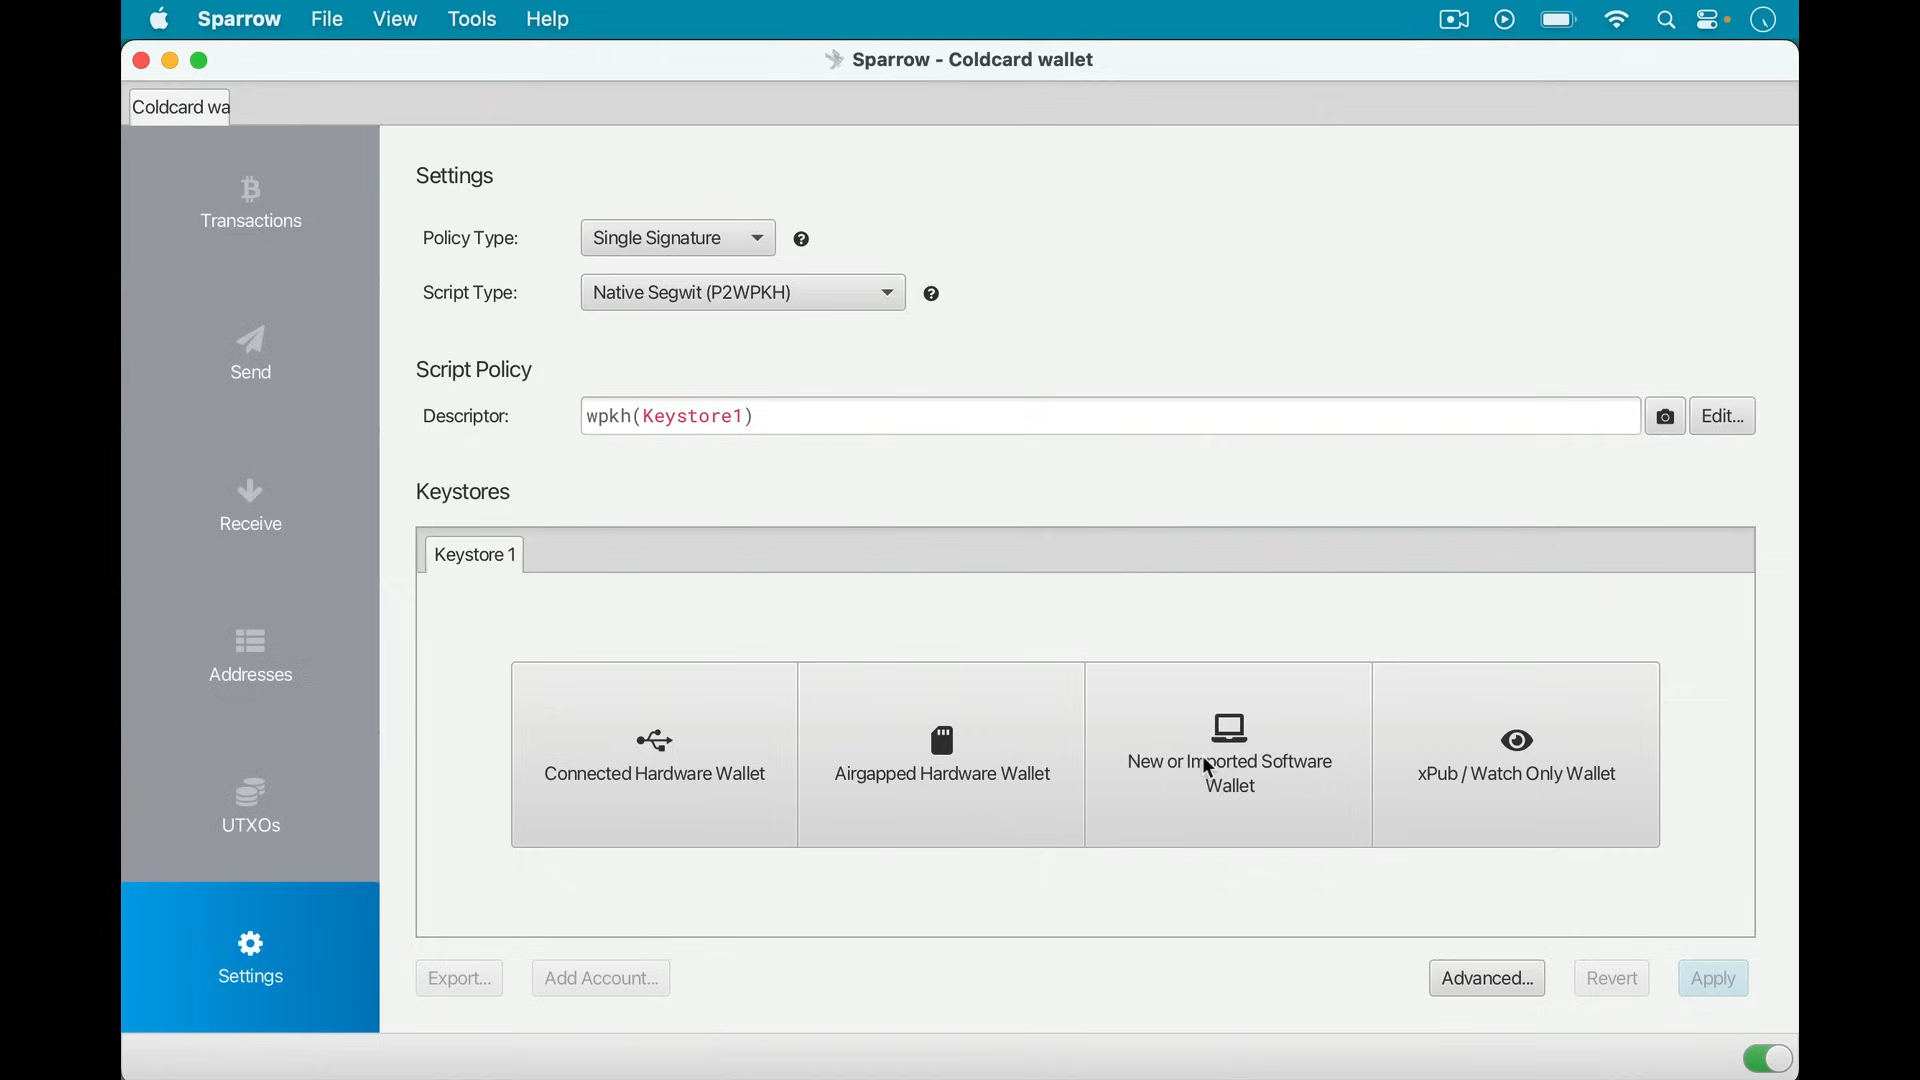 Sparrow File View Tools Help
Sparrow - Coldcard wallet
Coldcard wa
Transactions
Send
Receive
Addresses
UTXOs
Settings
Settings
Policy Type: Single Signature
Script Type: Native Segwit (P2WPKH)
Script Policy
Descriptor: wpkh(Keystore1) Edit...
Keystores
Keystore 1
Connected Hardware Wallet
Airgapped Hardware Wallet
New or Imported Software
Wallet
xPub / Watch Only Wallet
Export... Add Account... Advanced... Revert Apply